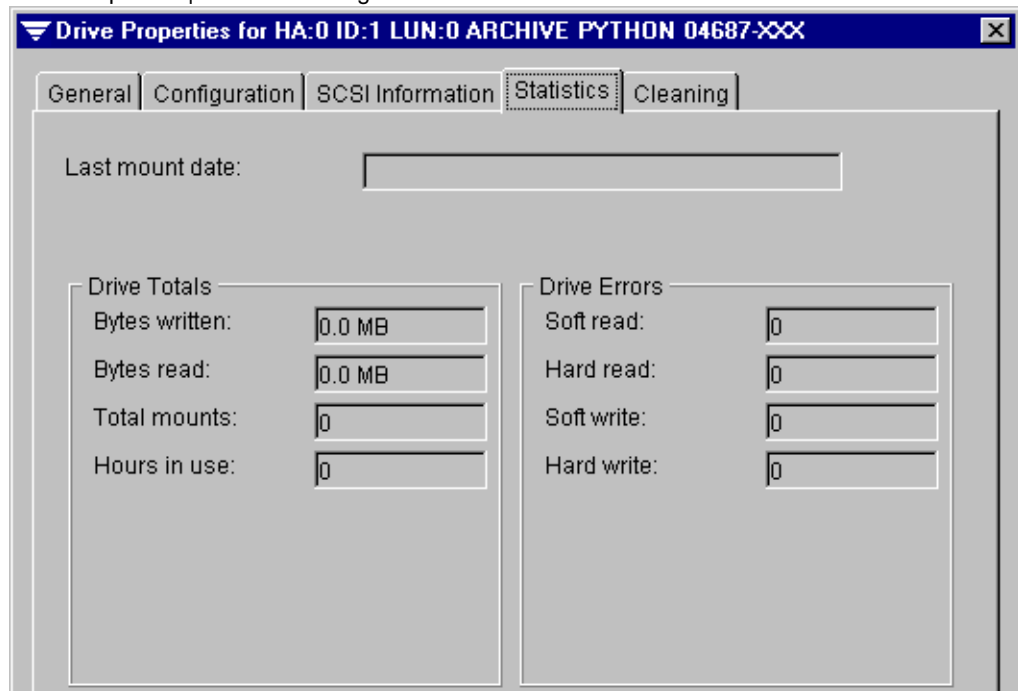 Drive Properties for HA:0 ID:1 LUN:0 ARCHIVE PYTHON 04687-XXX
General Configuration SCSI Information Statistics Cleaning
Last mount date:
Drive Totals
Bytes written: 0.0 MB
Bytes read: 0.0 MB
Total mounts: 0
Hours in use: 0
Drive Errors
Soft read: 0
Hard read: 0
Soft write: 0
Hard write: 0